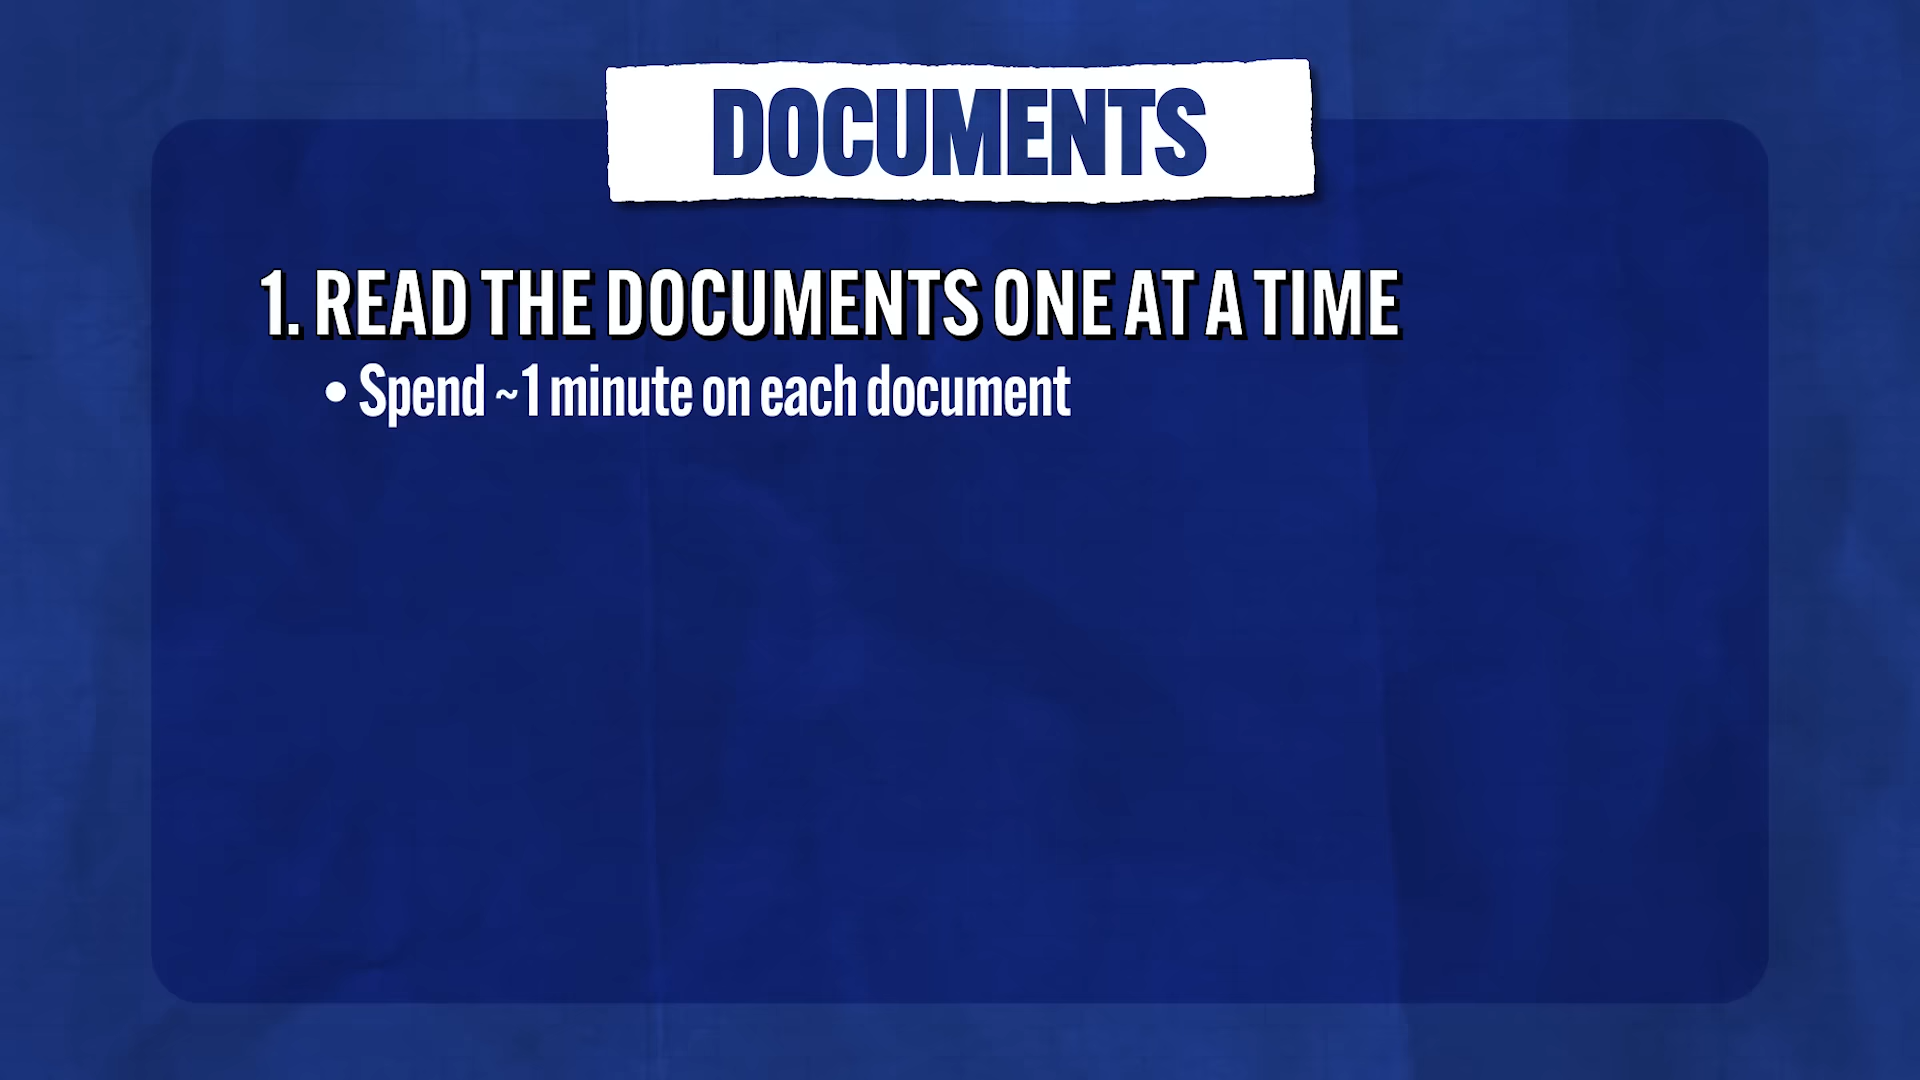 DOCUMENTS
1. READ THE DOCUMENTS ONE AT A TIME
• Spend ~1 minute on each document